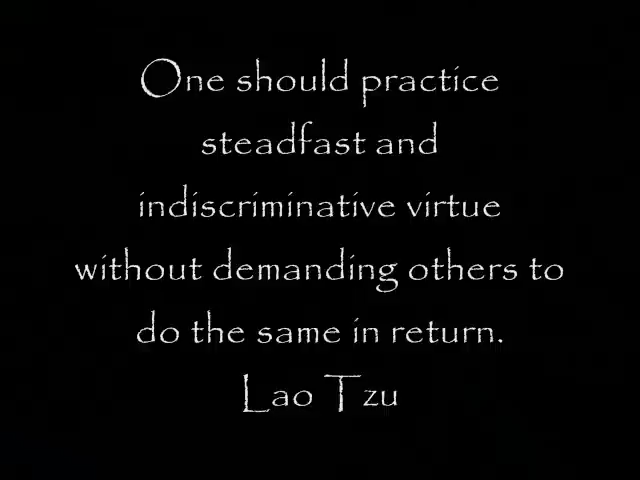 One should practice
steadfast and
indiscriminative virtue
without demanding others to
do the same in return.
Lao Tzu